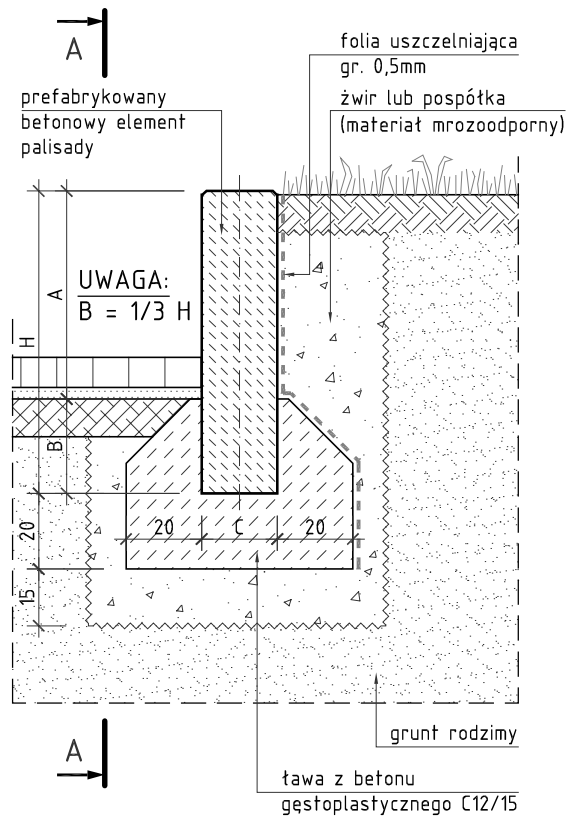 A
folia uszczelniająca
gr. 0,5mm
prefabrykowany
betonowy element
palisady
żwir lub pospółka
(materiał mrozoodporny)
UWAGA:
B = 1/3 H
A
H
B
20
C
20
20
15
A
grunt rodzimy
ława z betonu
gęstoplastycznego C12/15